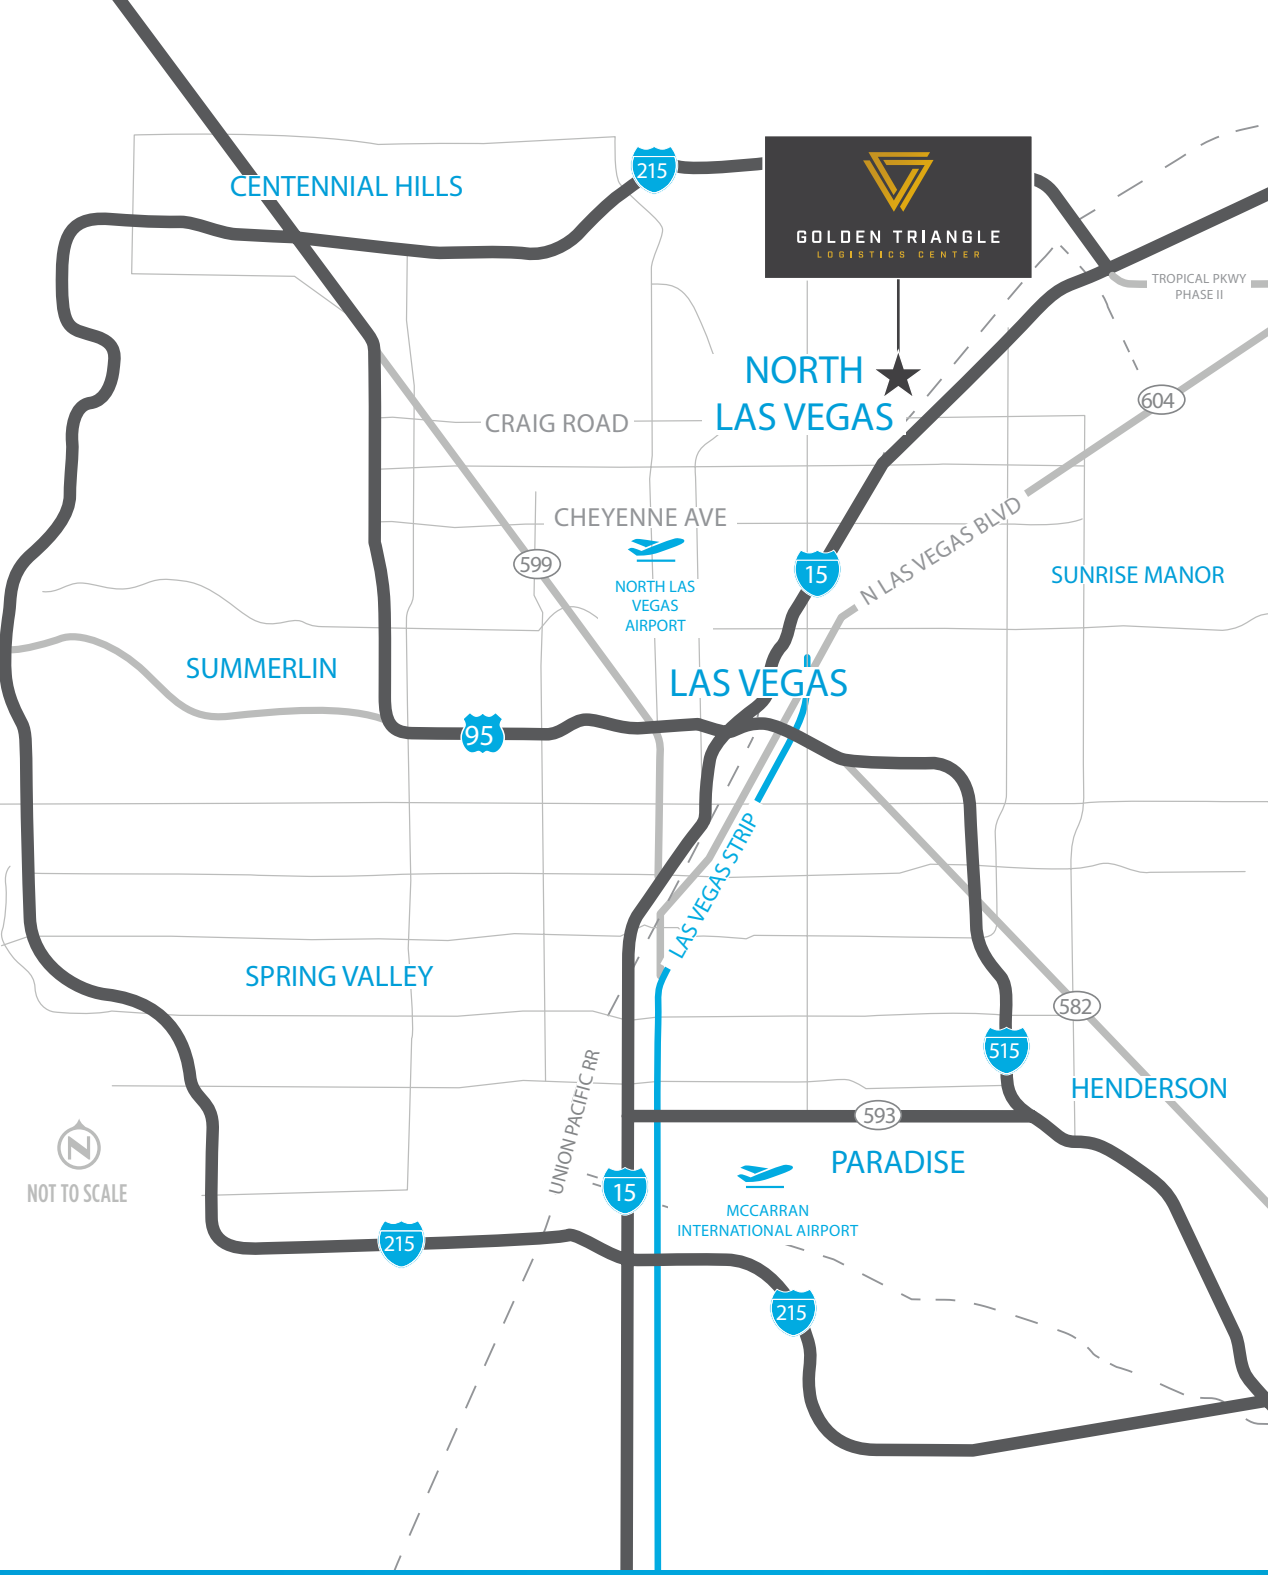 215
CENTENNIAL HILLS
GOLDEN TRIANGLE
LOGISTICS CENTER
TROPICAL PKWY
PHASE II
NORTH
LAS VEGAS
604
CRAIG ROAD
CHEYENNE AVE
N LAS VEGAS BLVD
599
15
SUNRISE MANOR
NORTH LAS
VEGAS
AIRPORT
SUMMERLIN
LAS VEGAS
95
LAS VEGAS STRIP
SPRING VALLEY
582
515
UNION PACIFIC RR
HENDERSON
593
N
NOT TO SCALE
PARADISE
15
MCCARRAN
INTERNATIONAL AIRPORT
215
215